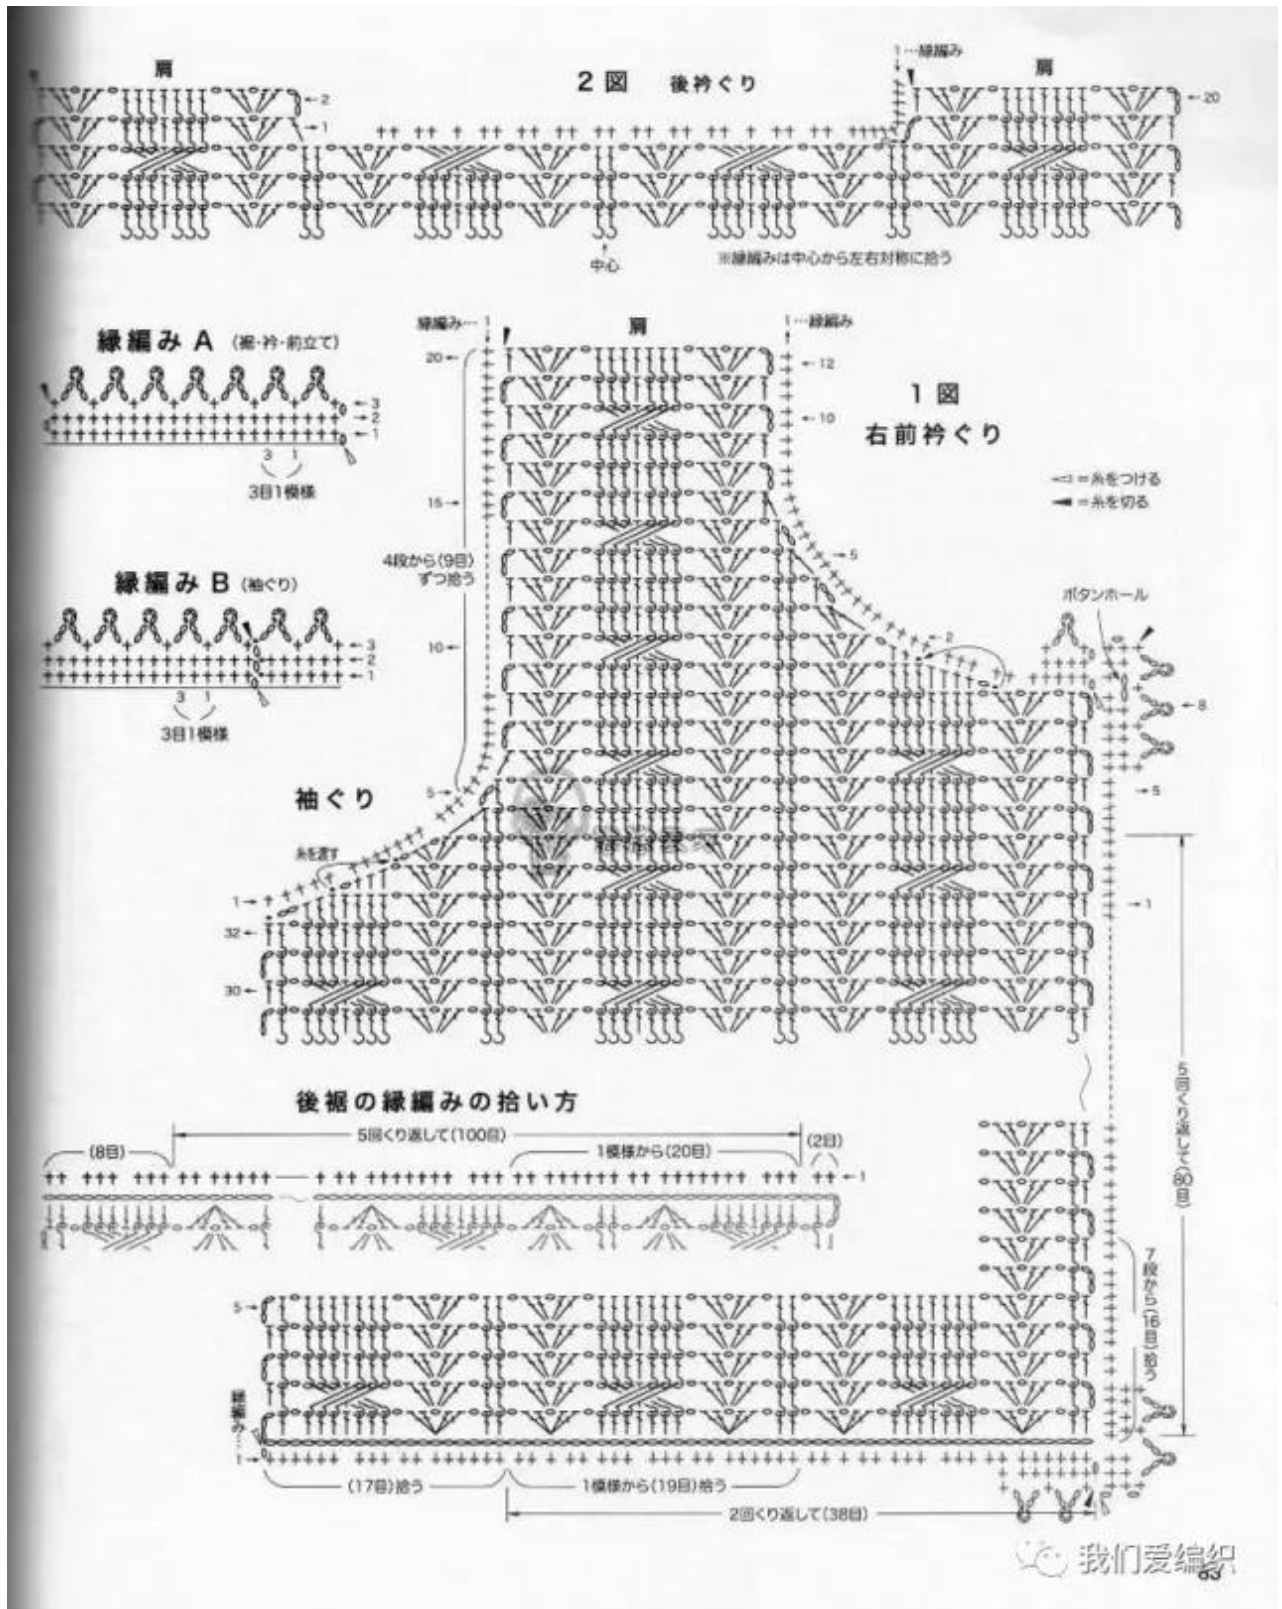 1…縁編み
肩
2図 後衿ぐり
肩
2
1
20
中心
※縁編みは中心から左右対称に拾う
縁編みA (裾・衿・前立て)
3
2
1
3 1
3目1模様
縁編み…1
肩
1…縁編み
20
12
10
1図
右前衿ぐり
=糸をつける
=糸を切る
15
4段から(9目)
ずつ拾う
10
5
2
ボタンホール
8
5
1
縁編みB (袖ぐり)
3
2
1
3 1
3目1模様
袖ぐり
5
糸を渡す
1
32
30
後裾の縁編みの拾い方
(8目)
5回くり返して(100目)
1模様から(20目)
(2目)
1
5回くり返して(80目)
7段から(16目)拾う
5
縁編み…1
(17目)拾う
1模様から(19目)拾う
2回くり返して(38目)
我们爱编织